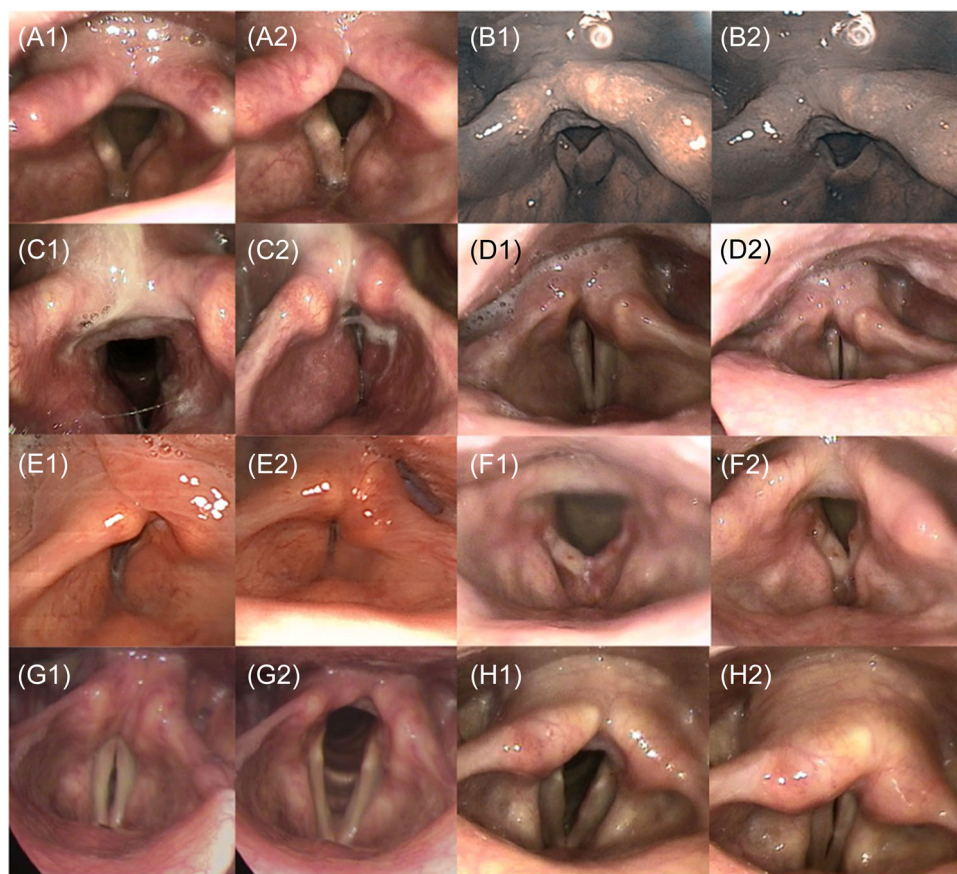 (A1) (A2) (B1) (B2)
(C1) (C2) (D1) (D2)
(E1) (E2) (F1) (F2)
(G1) (G2) (H1) (H2)